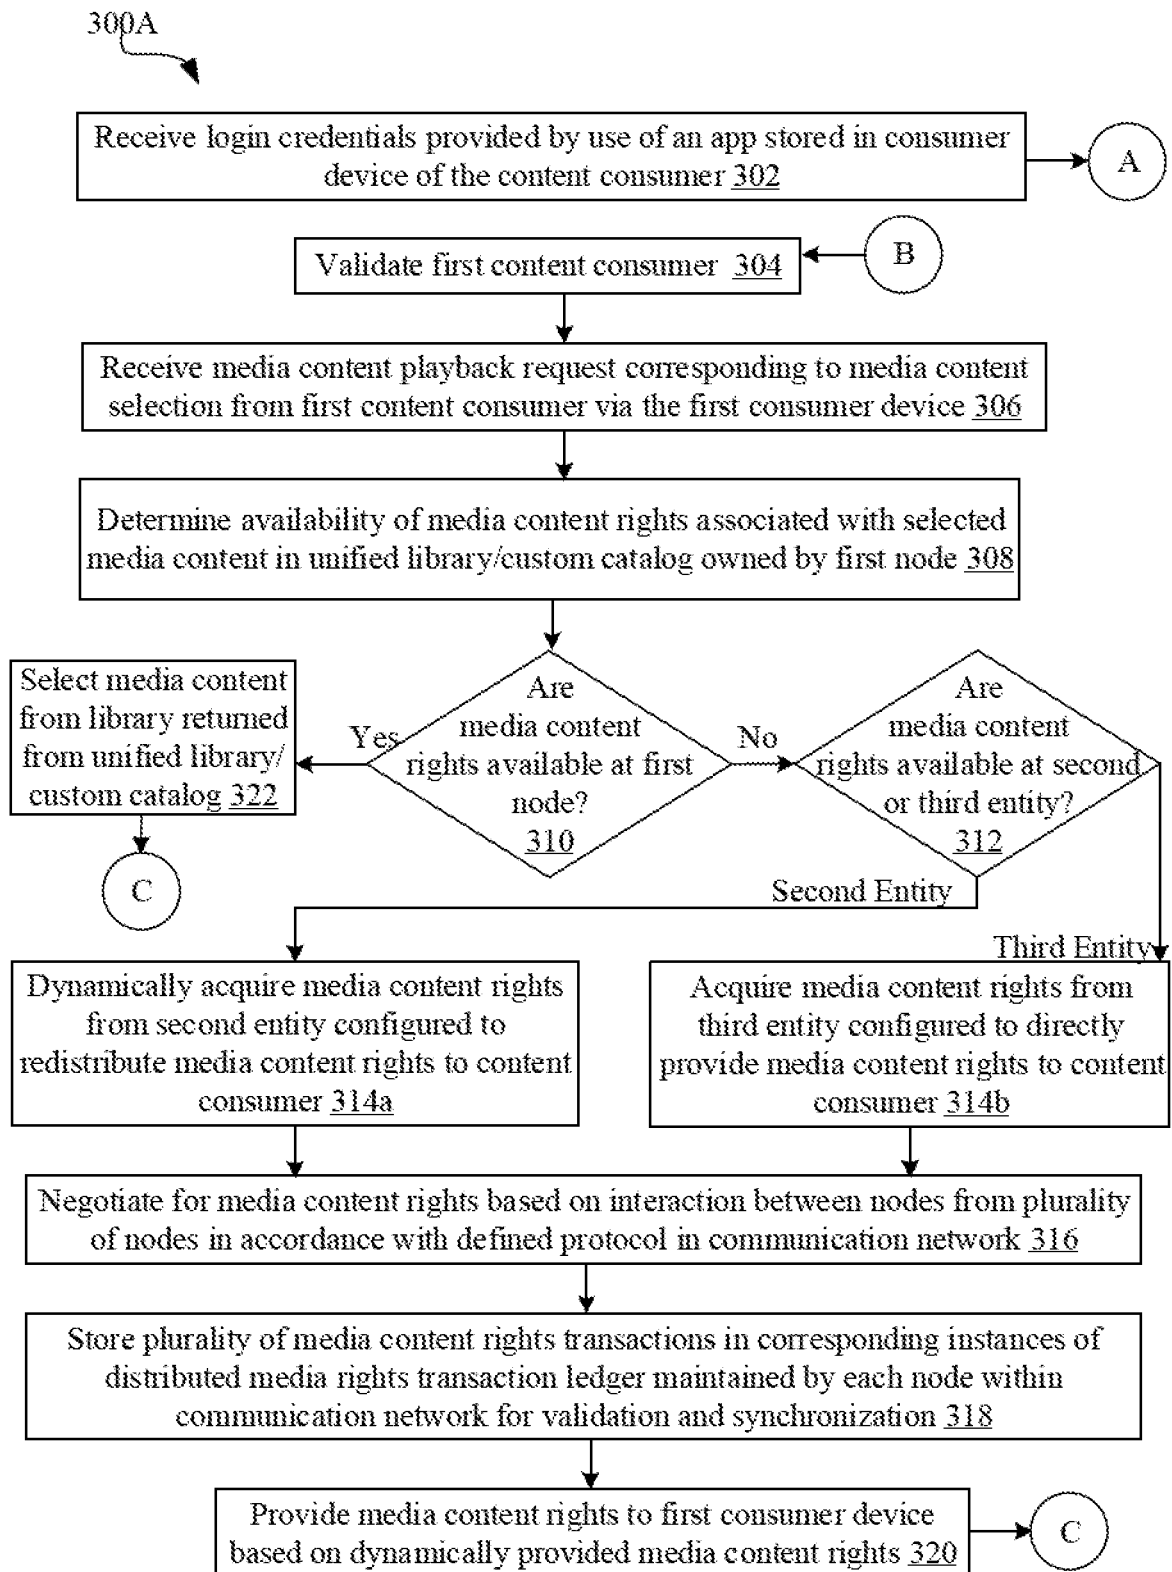 300A
Receive login credentials provided by use of an app stored in consumer
device of the content consumer 302
A
B
Validate first content consumer 304
Receive media content playback request corresponding to media content
selection from first content consumer via the first consumer device 306
Determine availability of media content rights associated with selected
media content in unified library/custom catalog owned by first node 308
Select media content
from library returned
from unified library/
custom catalog 322
Yes
Are
media content
rights available at first
node?
310
No
Are
media content
rights available at second
or third entity?
312
C
Second Entity
Third Entity
Dynamically acquire media content rights
from second entity configured to
redistribute media content rights to content
consumer 314a
Acquire media content rights from
third entity configured to directly
provide media content rights to content
consumer 314b
Negotiate for media content rights based on interaction between nodes from plurality
of nodes in accordance with defined protocol in communication network 316
Store plurality of media content rights transactions in corresponding instances of
distributed media rights transaction ledger maintained by each node within
communication network for validation and synchronization 318
Provide media content rights to first consumer device
based on dynamically provided media content rights 320
C